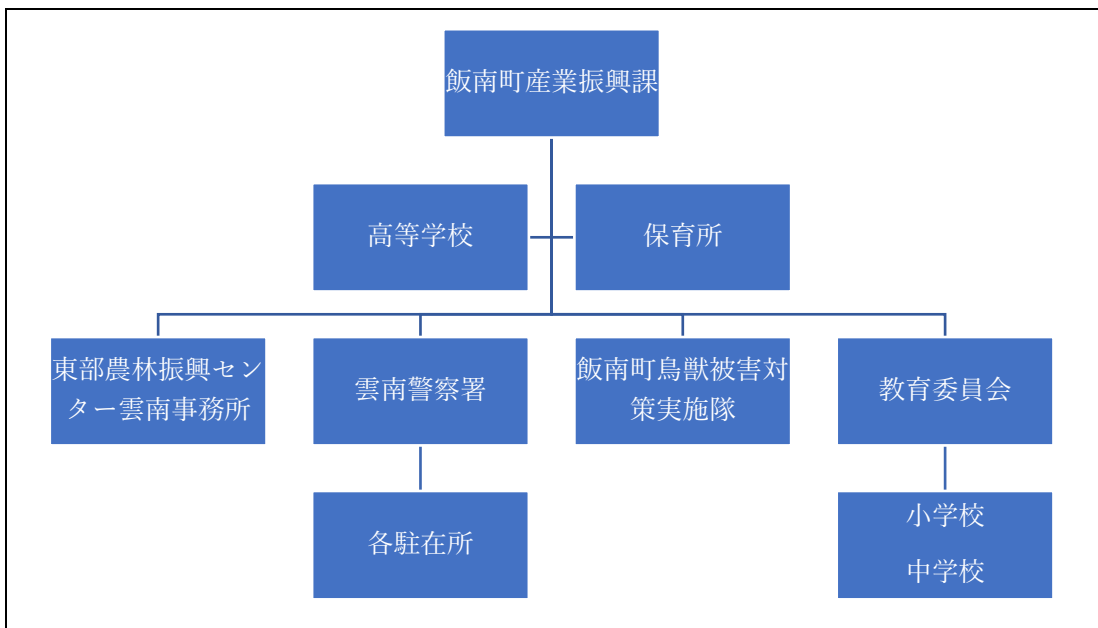 飯南町産業振興課
高等学校
保育所
東部農林振興セン
ター雲南事務所
雲南警察署
飯南町鳥獣被害対
策実施隊
教育委員会
各駐在所
小学校
中学校